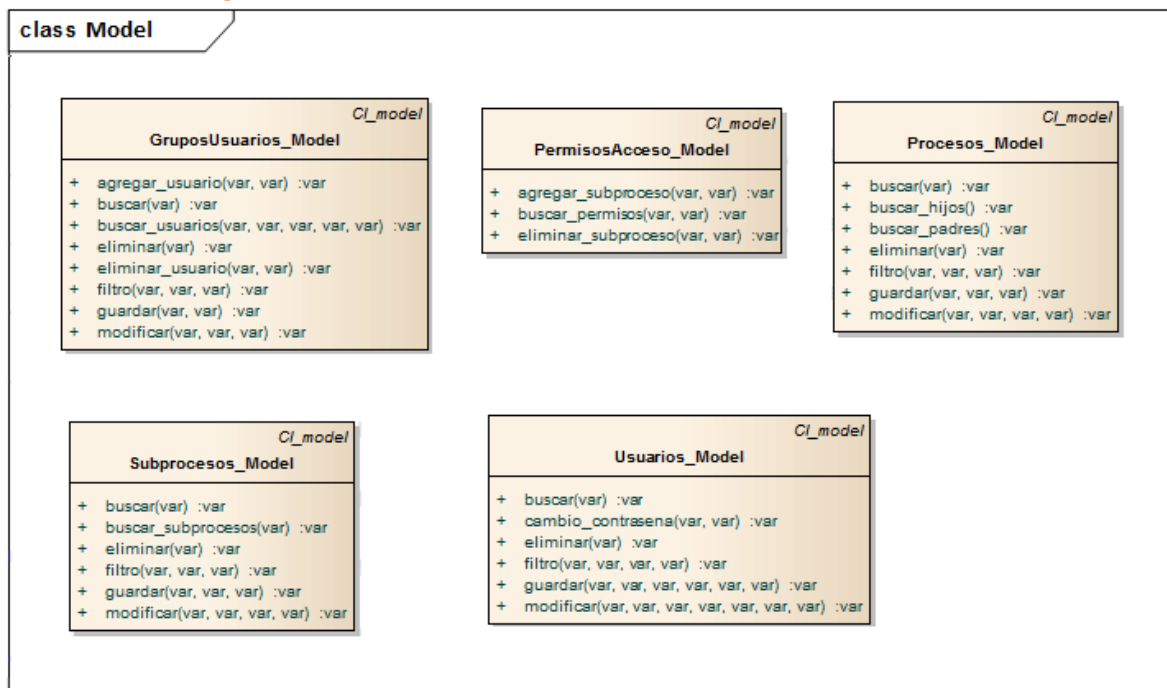 class Model
CI_model
GruposUsuarios_Model
+ agregar_usuario(var, var) :var
+ buscar(var) :var
+ buscar_usuarios(var, var, var, var, var) :var
+ eliminar(var) :var
+ eliminar_usuario(var, var) :var
+ filtro(var, var, var) :var
+ guardar(var, var) :var
+ modificar(var, var, var) :var
CI_model
PermisosAcceso_Model
+ agregar_subproceso(var, var) :var
+ buscar_permisos(var, var) :var
+ eliminar_subproceso(var, var) :var
CI_model
Procesos_Model
+ buscar(var) :var
+ buscar_hijos() :var
+ buscar_padres() :var
+ eliminar(var) :var
+ filtro(var, var, var) :var
+ guardar(var, var, var) :var
+ modificar(var, var, var, var) :var
CI_model
Subprocesos_Model
+ buscar(var) :var
+ buscar_subprocesos(var) :var
+ eliminar(var) :var
+ filtro(var, var, var) :var
+ guardar(var, var, var) :var
+ modificar(var, var, var, var) :var
CI_model
Usuarios_Model
+ buscar(var) :var
+ cambio_contrasena(var, var) :var
+ eliminar(var) :var
+ filtro(var, var, var, var) :var
+ guardar(var, var, var, var, var, var) :var
+ modificar(var, var, var, var, var, var, var) :var